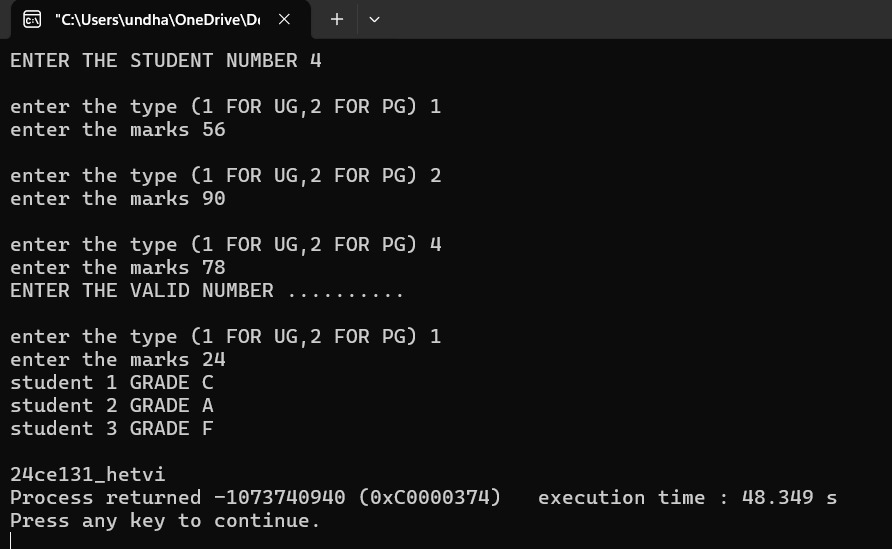 "C:\Users\undha\OneDrive\De
ENTER THE STUDENT NUMBER 4
enter the type (1 FOR UG,2 FOR PG) 1
enter the marks 56
enter the type (1 FOR UG,2 FOR PG) 2
enter the marks 90
enter the type (1 FOR UG,2 FOR PG) 4
enter the marks 78
ENTER THE VALID NUMBER ..........
enter the type (1 FOR UG,2 FOR PG) 1
enter the marks 24
student 1 GRADE C
student 2 GRADE A
student 3 GRADE F
24ce131_hetvi
Process returned -1073740940 (0xC0000374)   execution time : 48.349 s
Press any key to continue.